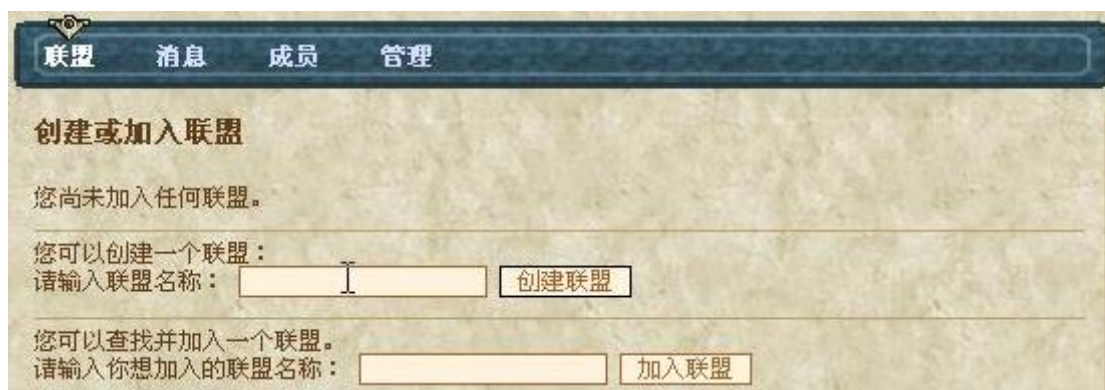 联盟 消息 成员 管理
创建或加入联盟
您尚未加入任何联盟。
您可以创建一个联盟：
请输入联盟名称： 创建联盟
您可以查找并加入一个联盟。
请输入你想加入的联盟名称： 加入联盟